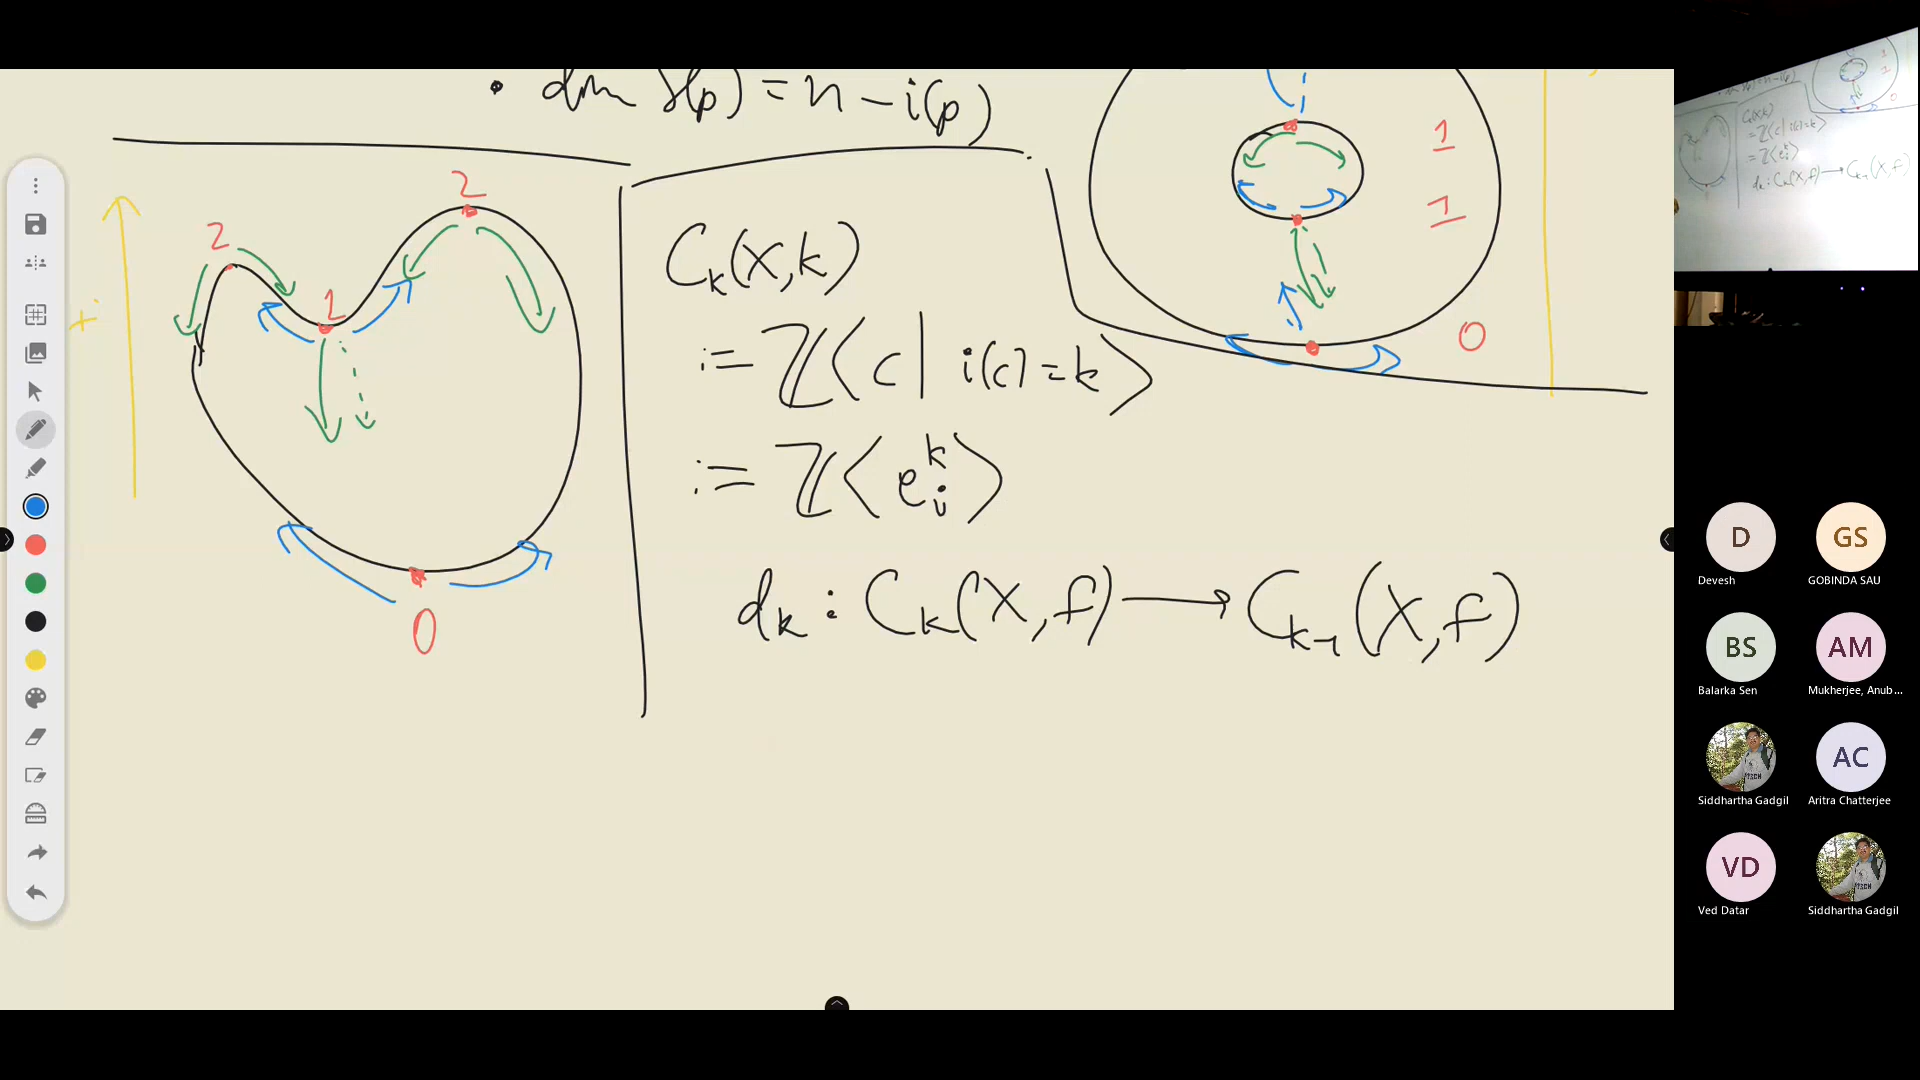 • dim S(p) = n - i(p)
1
1
0
2
2
1
0
+
C_k(X,k)
:= ℤ⟨c | i(c) = k⟩
:= ℤ⟨e_i^k⟩
d_k : C_k(X,f) → C_{k-1}(X,f)
D
Devesh
GS
GOBINDA SAU
BS
Balarka Sen
AM
Mukherjee, Anub...
Siddhartha Gadgil
AC
Aritra Chatterjee
VD
Ved Datar
Siddhartha Gadgil